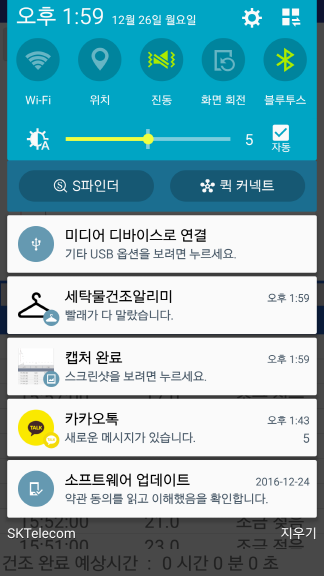 오후 1:59 12월 26일 월요일
Wi-Fi 위치 진동 화면 회전 블루투스
A 5 자동
S파인더 퀵 커넥트
미디어 디바이스로 연결
기타 USB 옵션을 보려면 누르세요.
세탁물건조알리미 오후 1:59
빨래가 다 말랐습니다.
캡처 완료 오후 1:59
스크린샷을 보려면 누르세요.
카카오톡 오후 1:43
TALK 새로운 메시지가 있습니다. 5
소프트웨어 업데이트 2016-12-24
약관 동의를 읽고 이해했음을 확인합니다.
15:52:00 21.0 조금 젖음
SKTelecom 지우기
15:51:00 23.0 조금 젖음
건조 완료 예상시간 : 0 시간 0 분 0 초